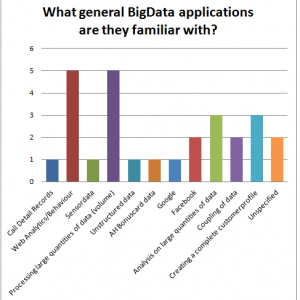 What general BigData applications
are they familiar with?
6
5
4
3
2
1
0
Call Detail Records
Web Analytics/Behaviour
Sensordata
Processing large quantities of data (volume)
Unstructured data
AH Bonuscard data
Google
Facebook
Analysis on large quantities of data
Coupling of data
Creating a complete customerprofile
Unspecified